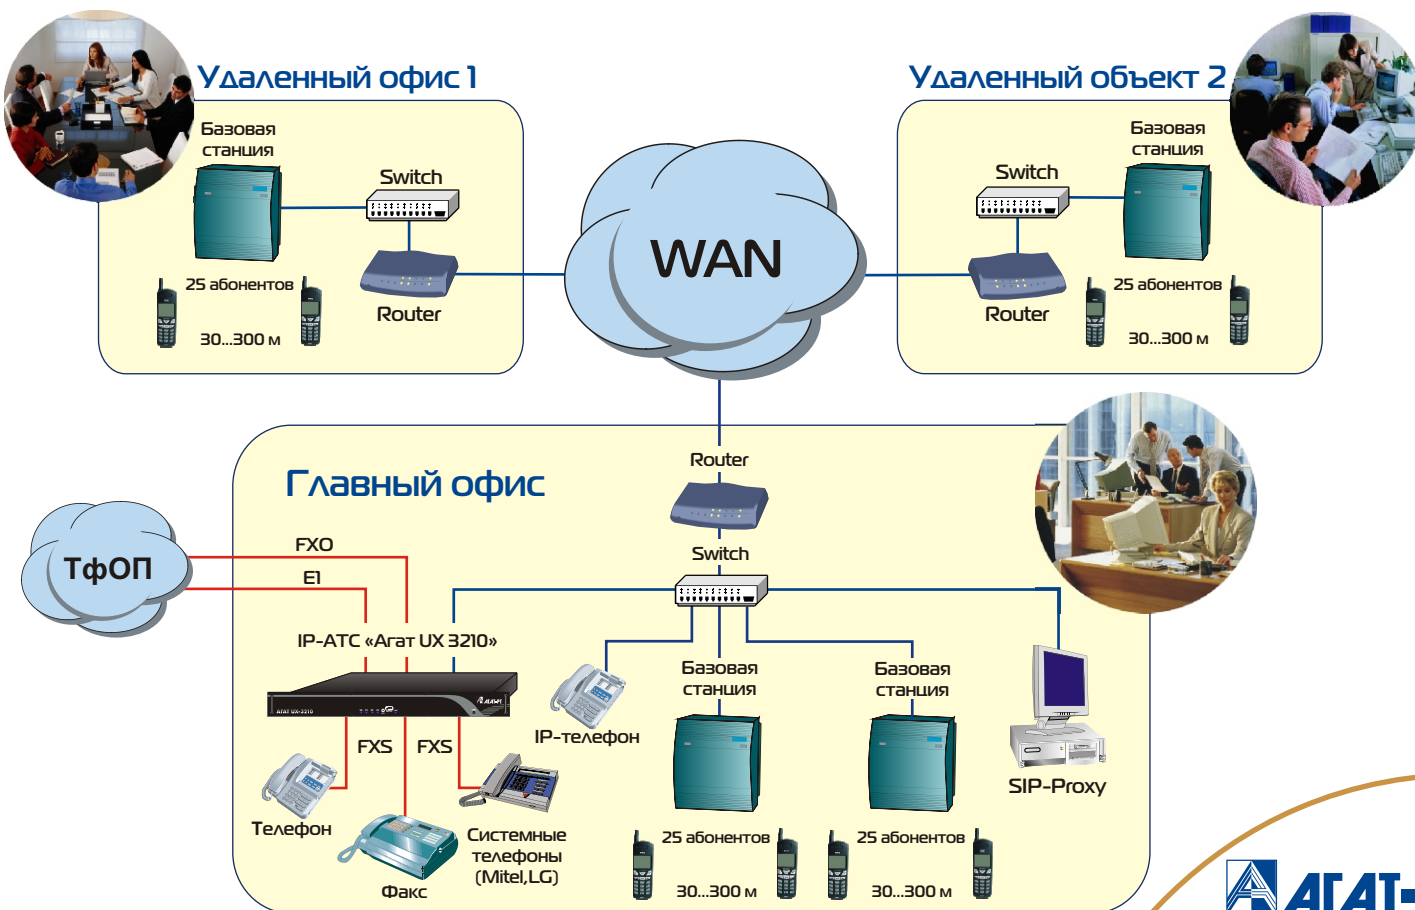 Удаленный офис 1
Базовая
станция
Switch
25 абонентов
Router
30...300 м
WAN
Удаленный объект 2
Базовая
станция
Switch
25 абонентов
Router
30...300 м
Главный офис
Router
Switch
ТфОП
FXO
E1
IP-АТС «Агат UX 3210»
АГАТ UX-3210
FXS
FXS
Телефон
Факс
Системные
телефоны
(Mitel,LG)
IP-телефон
Базовая
станция
25 абонентов
30...300 м
Базовая
станция
25 абонентов
30...300 м
SIP-Proxy
АГАТ-